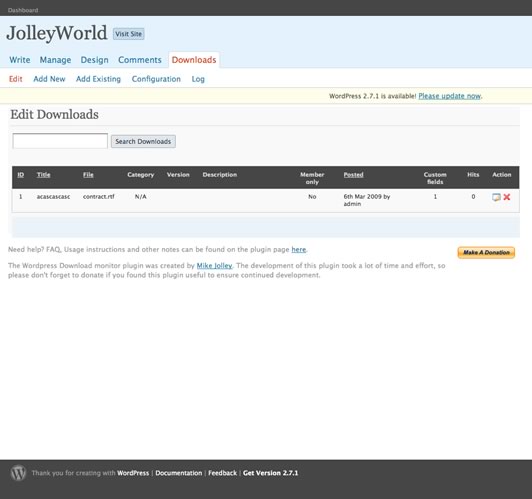 Dashboard
JolleyWorld Visit Site
Write Manage Design Comments Downloads
Edit Add New Add Existing Configuration Log
WordPress 2.7.1 is available! Please update now.
Edit Downloads
Search Downloads
ID Title File Category Version Description Member only Posted Custom fields Hits Action
1 acascascasc contract.rtf N/A No 6th Mar 2009 by admin 1 0
Need help? FAQ, Usage instructions and other notes can be found on the plugin page here.
Make A Donation
The Wordpress Download monitor plugin was created by Mike Jolley. The development of this plugin took a lot of time and effort, so
please don't forget to donate if you found this plugin useful to ensure continued development.
Thank you for creating with WordPress | Documentation | Feedback | Get Version 2.7.1